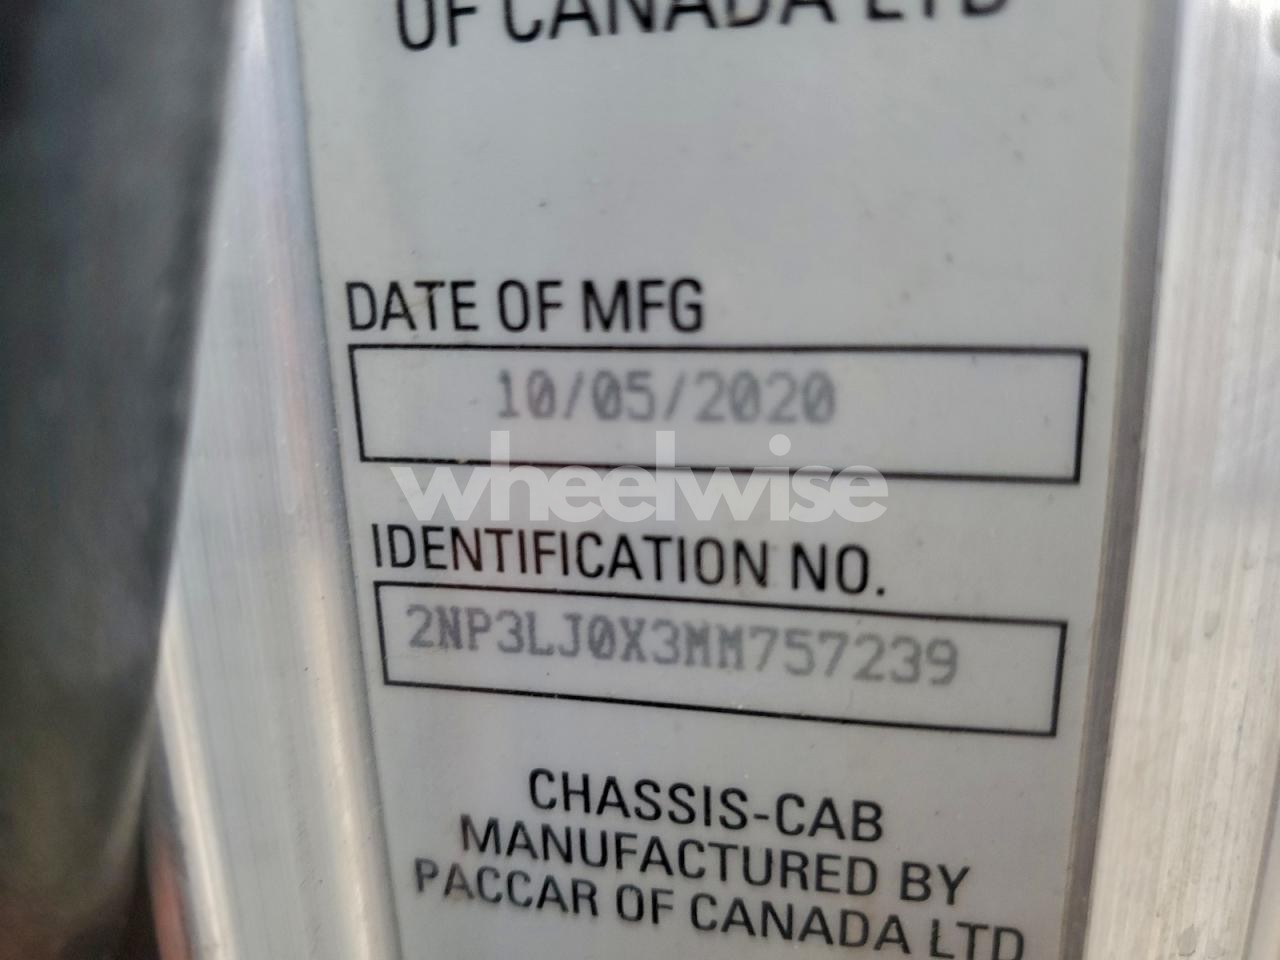 OF CANADA LTD
DATE OF MFG
10/05/2020
wheelwise
IDENTIFICATION NO.
2NP3LJ0X3MM757239
CHASSIS-CAB
MANUFACTURED BY
PACCAR OF CANADA LTD